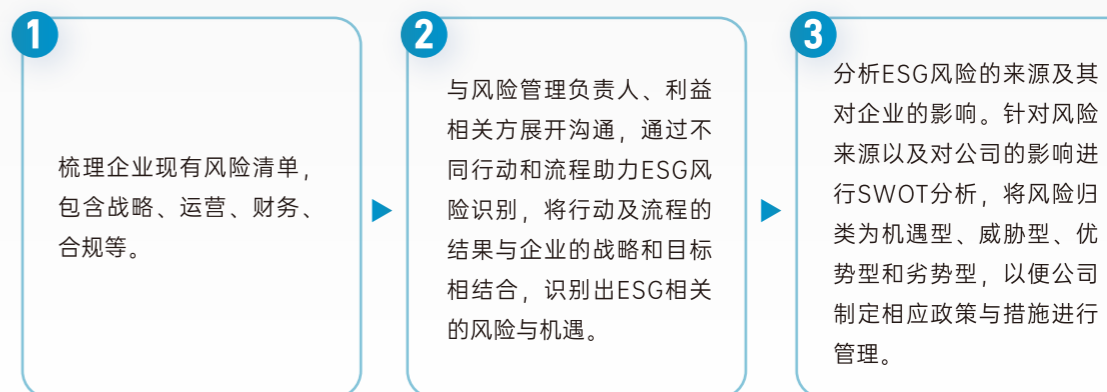 1
梳理企业现有风险清单，
包含战略、运营、财务、
合规等。
2
与风险管理负责人、利益
相关方展开沟通，通过不
同行动和流程助力ESG风
险识别，将行动及流程的
结果与企业的战略和目标
相结合，识别出ESG相关
的风险与机遇。
3
分析ESG风险的来源及其
对企业的影响。针对风险
来源以及对公司的影响进
行SWOT分析，将风险归
类为机遇型、威胁型、优
势型和劣势型，以便公司
制定相应政策与措施进行
管理。